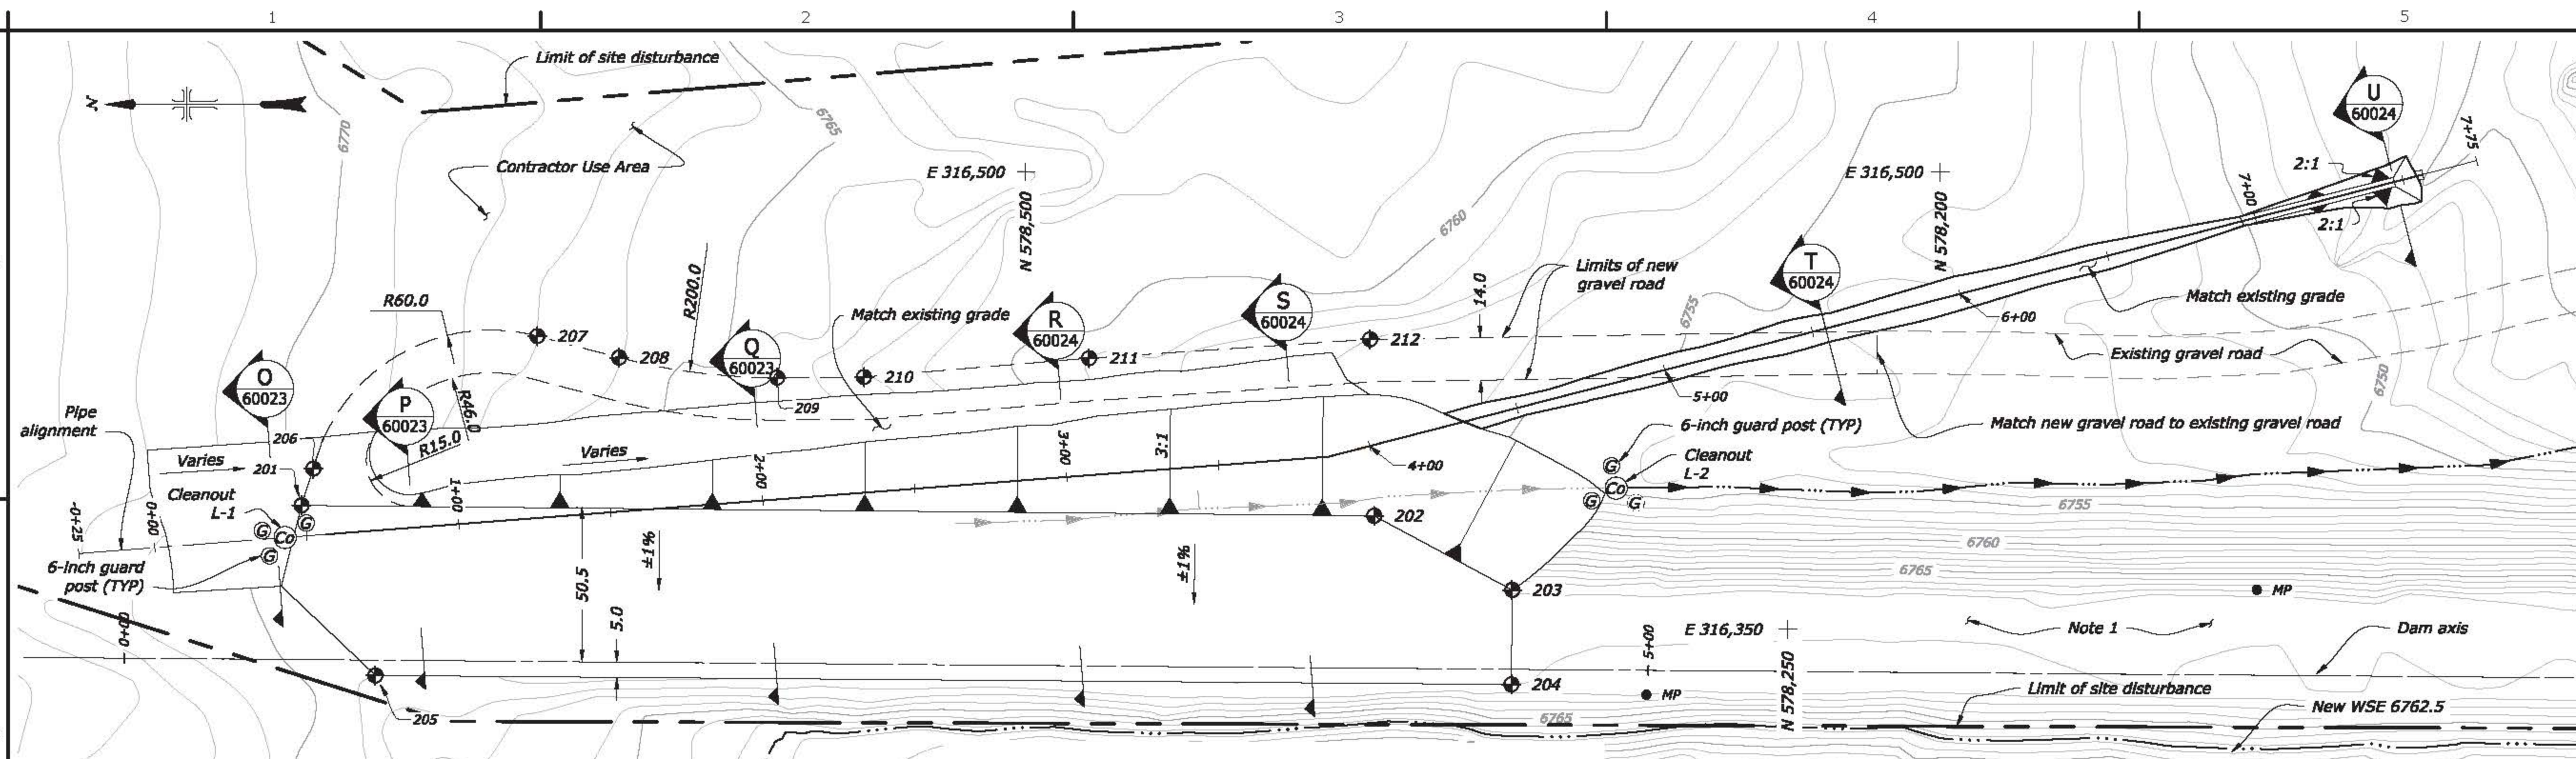 1
2
3
4
5
Limit of site disturbance
N
6770
6765
Contractor Use Area
E 316,500
N 578,500
6760
E 316,500
N 578,200
U
60024
7+75
2:1
7+00
2:1
R60.0
R200.0
207
208
Match existing grade
O
60023
P
60023
Q
60023
R
60024
S
60024
T
60024
209
210
211
212
14.0
Limits of new
gravel road
6755
Match existing grade
6+00
Existing gravel road
5+00
6750
Pipe
alignment
206
R46.0
R15.0
Varies
201
Varies
Cleanout
L-1
-0+25
0+00
1+00
2+00
3+00
3:1
4+00
6-inch guard post (TYP)
Match new gravel road to existing gravel road
Cleanout
L-2
G
Co
G
G
G
G
Co
G
6755
202
6-inch guard
post (TYP)
±1%
±1%
50.5
5.0
203
6760
6765
MP
0+00
E 316,350
5+00
N 578,250
Note 1
Dam axis
204
MP
205
6765
Limit of site disturbance
New WSE 6762.5